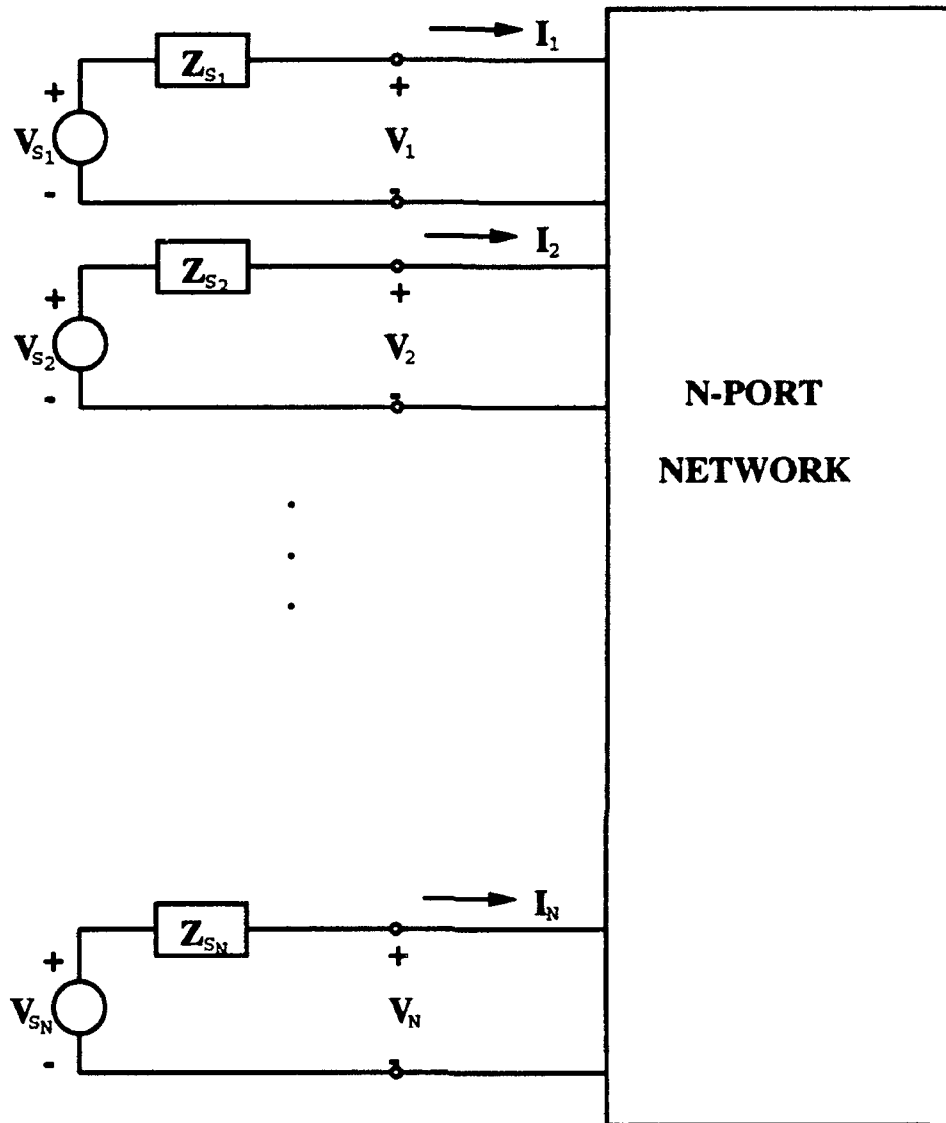 I₁
Z_S₁
+ +
V_S₁ V₁
- -
I₂
Z_S₂
+ +
V_S₂ V₂
- -
N-PORT
NETWORK
I_N
Z_S_N
+ +
V_S_N V_N
- -